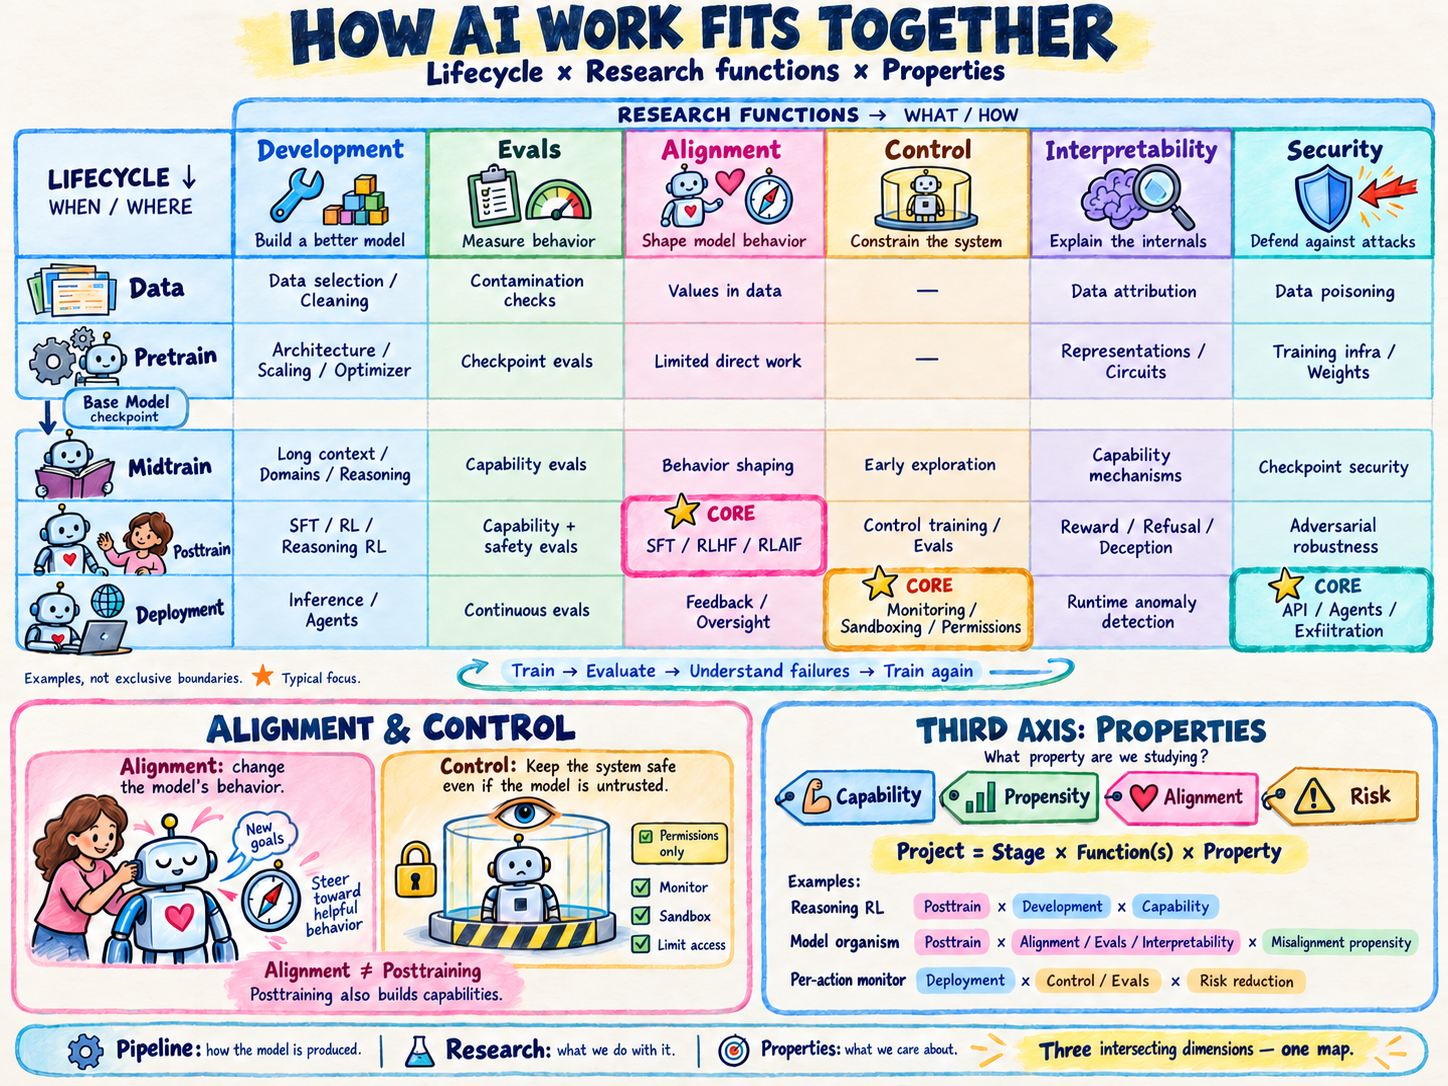 HOW AI WORK FITS TOGETHER
Lifecycle × Research functions × Properties
RESEARCH FUNCTIONS → WHAT / HOW
LIFECYCLE ↓
WHEN / WHERE
Development
Build a better model
Evals
Measure behavior
Alignment
Shape model behavior
Control
Constrain the system
Interpretability
Explain the internals
Security
Defend against attacks
Data
Data selection /
Cleaning
Contamination
checks
Values in data
—
Data attribution
Data poisoning
Pretrain
Architecture /
Scaling / Optimizer
Checkpoint evals
Limited direct work
—
Representations /
Circuits
Training infra /
Weights
Base Model
checkpoint
Midtrain
Long context /
Domains / Reasoning
Capability evals
Behavior shaping
Early exploration
Capability
mechanisms
Checkpoint security
Posttrain
SFT / RL /
Reasoning RL
Capability +
safety evals
CORE
SFT / RLHF / RLAIF
Control training /
Evals
Reward / Refusal /
Deception
Adversarial
robustness
Deployment
Inference /
Agents
Continuous evals
Feedback /
Oversight
CORE
Monitoring /
Sandboxing / Permissions
Runtime anomaly
detection
CORE
API / Agents /
Exfiitration
Examples, not exclusive boundaries. Typical focus.
Train → Evaluate → Understand failures → Train again
ALIGNMENT & CONTROL
Alignment: change
the model's behavior.
New
goals
Steer
toward
helpful
behavior
Control: Keep the system safe
even if the model is untrusted.
Permissions
only
Monitor
Sandbox
Limit access
Alignment ≠ Posttraining
Posttraining also builds capabilities.
THIRD AXIS: PROPERTIES
What property are we studying?
Capability
Propensity
Alignment
Risk
Project = Stage × Function(s) × Property
Examples:
Reasoning RL Posttrain × Development × Capability
Model organism Posttrain × Alignment / Evals / Interpretability × Misalignment propensity
Per-action monitor Deployment × Control / Evals × Risk reduction
Pipeline: how the model is produced.
Research: what we do with it.
Properties: what we care about.
Three intersecting dimensions — one map.